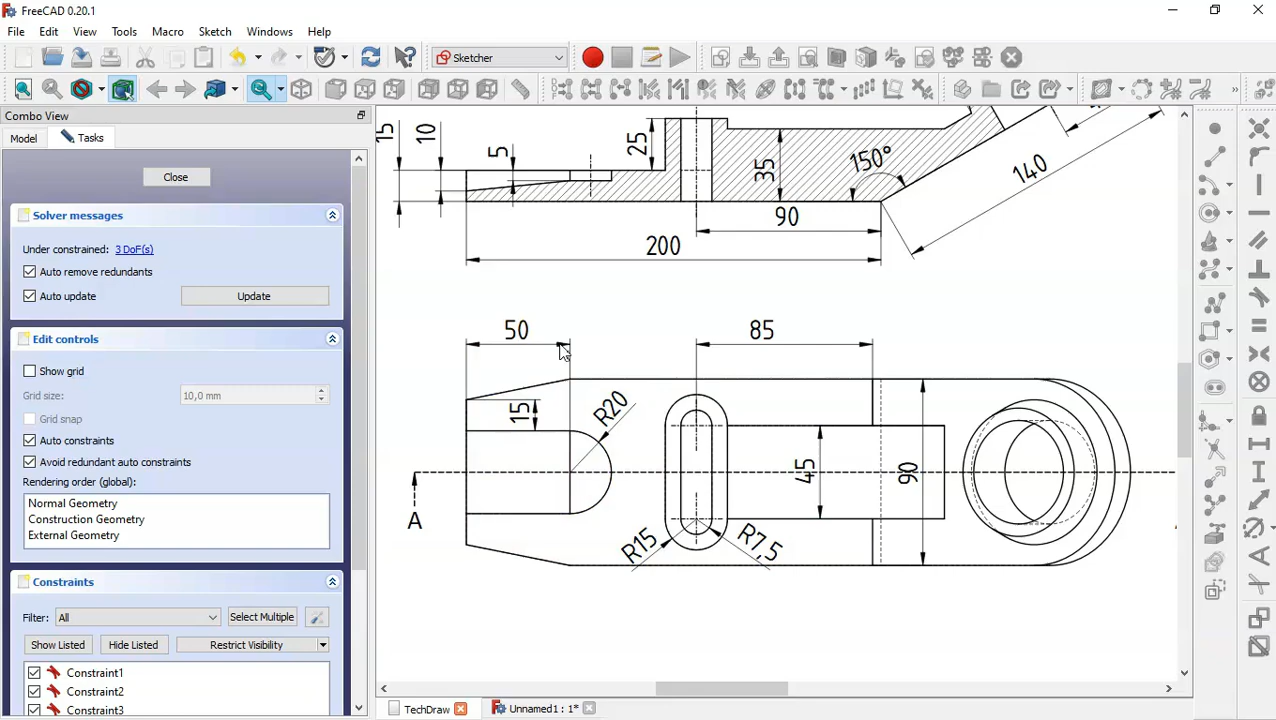 FreeCAD 0.20.1
File Edit View Tools Macro Sketch Windows Help
Sketcher
Combo View
Model Tasks
Close
Solver messages
Under constrained: 3 DoF(s)
Auto remove redundants
Auto update Update
Edit controls
Show grid
Grid size: 10,0 mm
Grid snap
Auto constraints
Avoid redundant auto constraints
Rendering order (global):
Normal Geometry
Construction Geometry
External Geometry
Constraints
Filter: All Select Multiple
Show Listed Hide Listed Restrict Visibility
Constraint1
Constraint2
Constraint3
15
10
5
25
35
150°
140
90
200
50
85
15
R20
45
90
A
R15
R7,5
TechDraw Unnamed1 : 1*